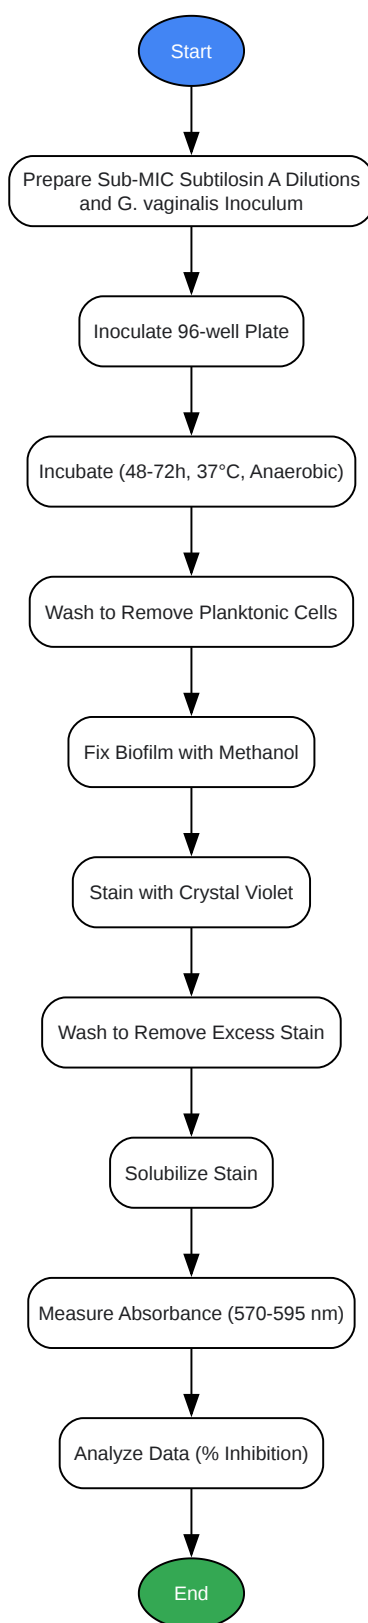 Start
Prepare Sub-MIC Subtilosin A Dilutions
and G. vaginalis Inoculum
Inoculate 96-well Plate
Incubate (48-72h, 37°C, Anaerobic)
Wash to Remove Planktonic Cells
Fix Biofilm with Methanol
Stain with Crystal Violet
Wash to Remove Excess Stain
Solubilize Stain
Measure Absorbance (570-595 nm)
Analyze Data (% Inhibition)
End